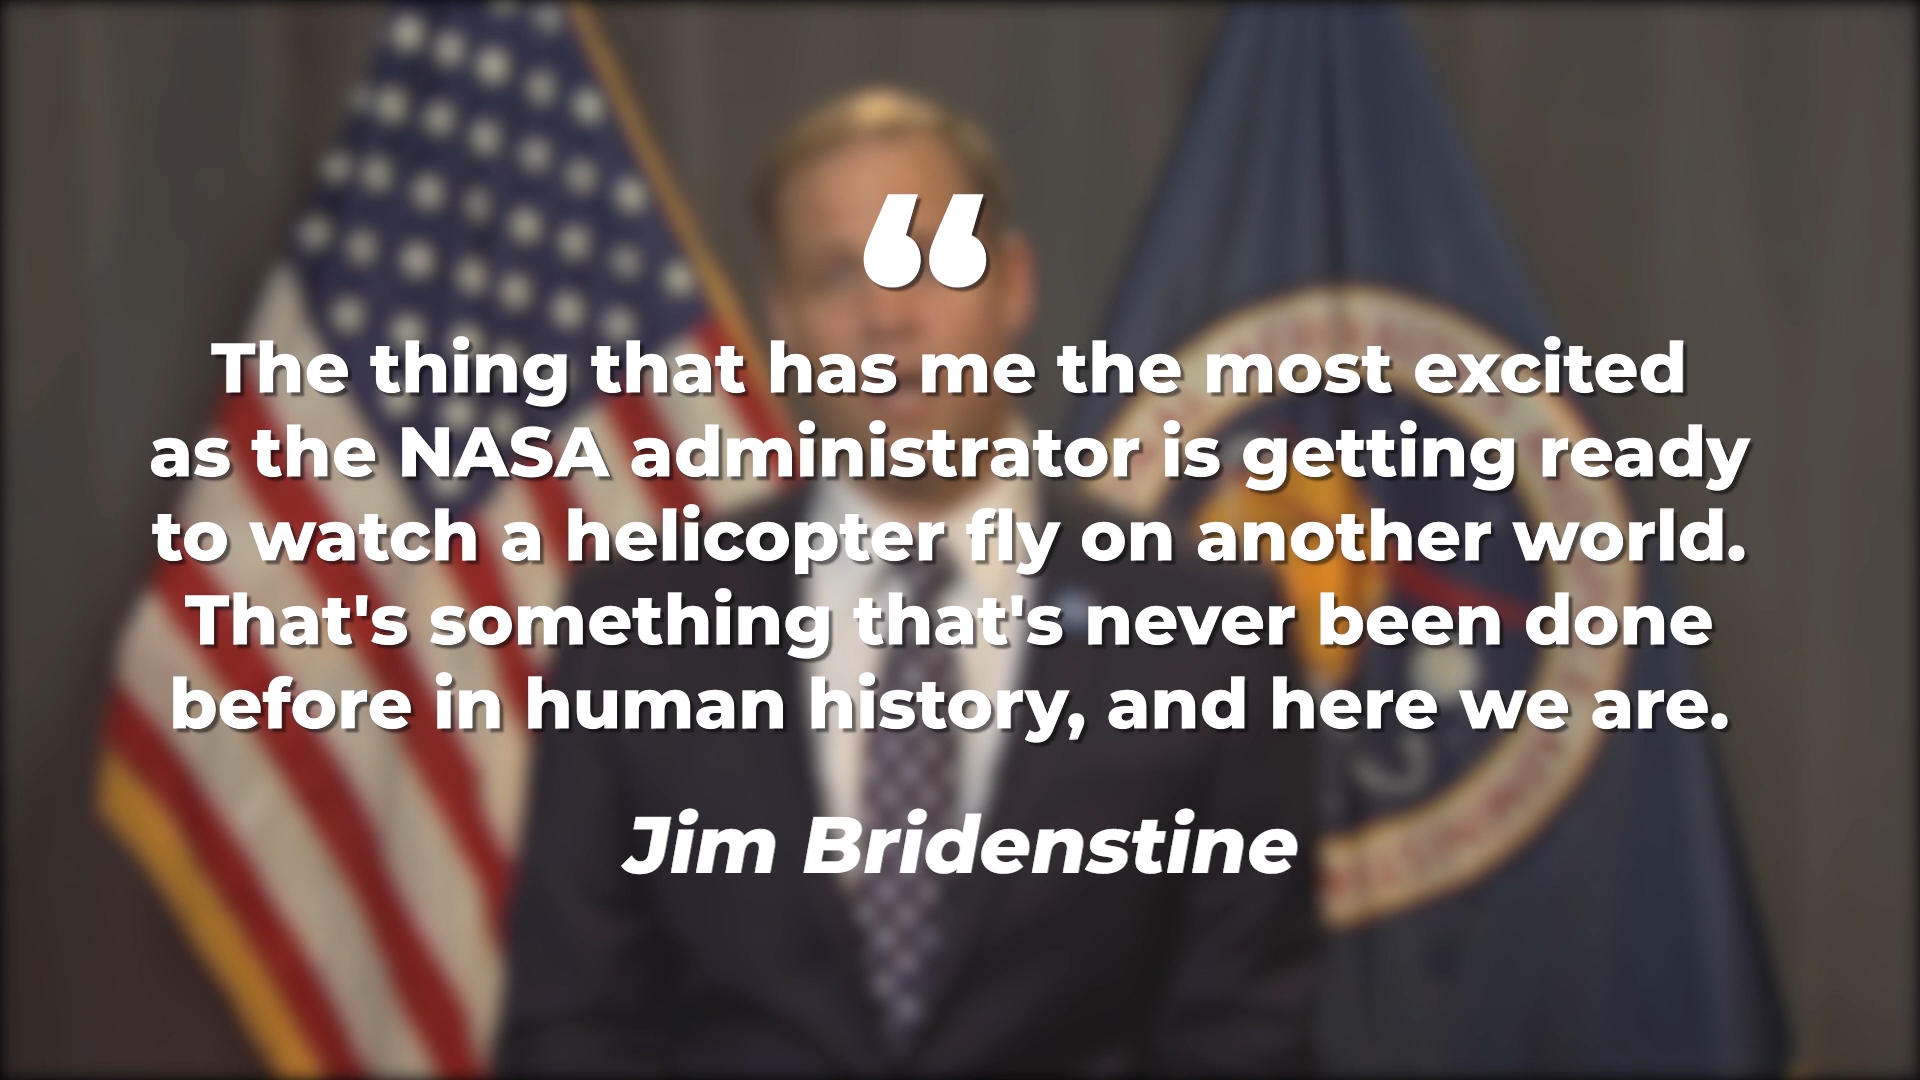 “
The thing that has me the most excited
as the NASA administrator is getting ready
to watch a helicopter fly on another world.
That's something that's never been done
before in human history, and here we are.
Jim Bridenstine